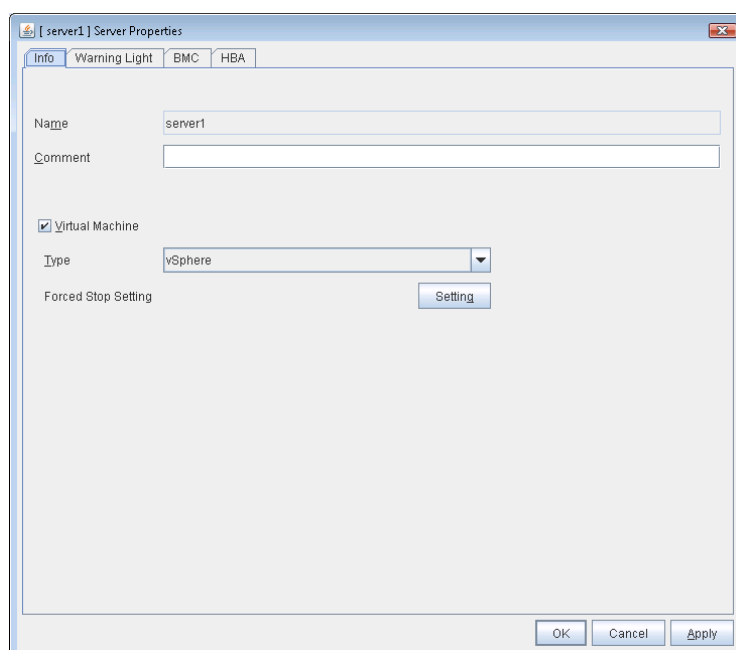 [ server1 ] Server Properties
Info Warning Light BMC HBA
Name server1
Comment
Virtual Machine
Type vSphere
Forced Stop Setting Setting
OK Cancel Apply